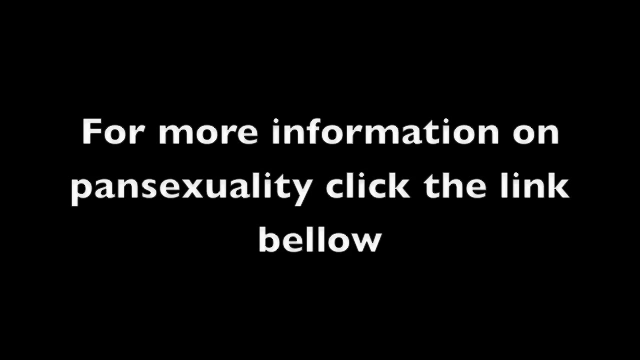 For more information on
pansexuality click the link
bellow